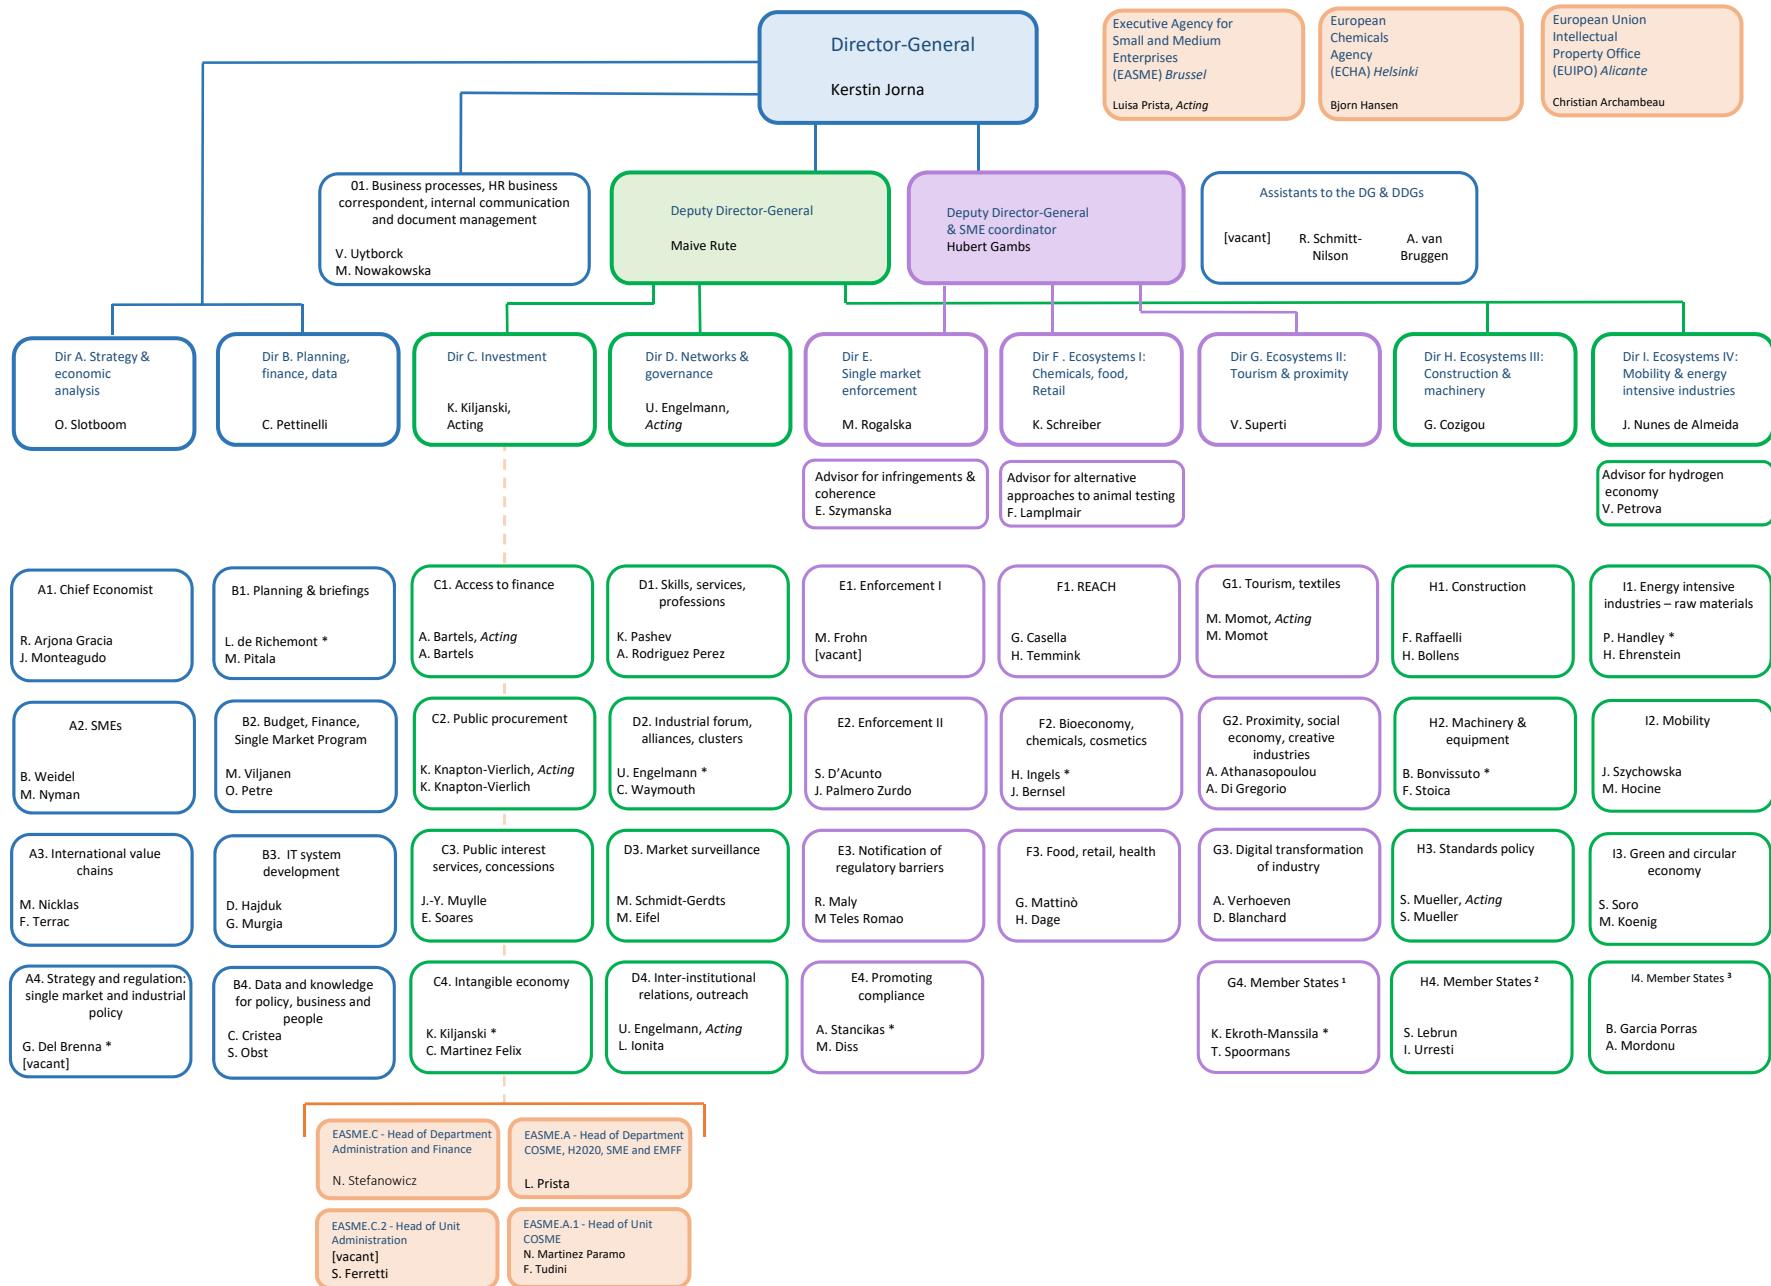 Director-General
Kerstin Jorna
Executive Agency for
Small and Medium
Enterprises
(EASME) Brussel
Luisa Prista, Acting
European
Chemicals
Agency
(ECHA) Helsinki
Bjorn Hansen
European Union
Intellectual
Property Office
(EUIPO) Alicante
Christian Archambeau
01. Business processes, HR business
correspondent, internal communication
and document management
V. Uytborck
M. Nowakowska
Deputy Director-General
Maive Rute
Deputy Director-General
& SME coordinator
Hubert Gambs
Assistants to the DG & DDGs
[vacant]
R. Schmitt-
Nilson
A. van
Bruggen
Dir A. Strategy &
economic
analysis
O. Slotboom
Dir B. Planning,
finance, data
C. Pettinelli
Dir C. Investment
K. Kiljanski,
Acting
Dir D. Networks &
governance
U. Engelmann,
Acting
Dir E.
Single market
enforcement
M. Rogalska
Dir F . Ecosystems I:
Chemicals, food,
Retail
K. Schreiber
Dir G. Ecosystems II:
Tourism & proximity
V. Superti
Dir H. Ecosystems III:
Construction &
machinery
G. Cozigou
Dir I. Ecosystems IV:
Mobility & energy
intensive industries
J. Nunes de Almeida
Advisor for infringements &
coherence
E. Szymanska
Advisor for alternative
approaches to animal testing
F. Lamplmair
Advisor for hydrogen
economy
V. Petrova
A1. Chief Economist
R. Arjona Gracia
J. Monteagudo
B1. Planning & briefings
L. de Richemont *
M. Pitala
C1. Access to finance
A. Bartels, Acting
A. Bartels
D1. Skills, services,
professions
K. Pashev
A. Rodriguez Perez
E1. Enforcement I
M. Frohn
[vacant]
F1. REACH
G. Casella
H. Temmink
G1. Tourism, textiles
M. Momot, Acting
M. Momot
H1. Construction
F. Raffaelli
H. Bollens
I1. Energy intensive
industries – raw materials
P. Handley *
H. Ehrenstein
A2. SMEs
B. Weidel
M. Nyman
B2. Budget, Finance,
Single Market Program
M. Viljanen
O. Petre
C2. Public procurement
K. Knapton-Vierlich, Acting
K. Knapton-Vierlich
D2. Industrial forum,
alliances, clusters
U. Engelmann *
C. Waymouth
E2. Enforcement II
S. D'Acunto
J. Palmero Zurdo
F2. Bioeconomy,
chemicals, cosmetics
H. Ingels *
J. Bernsel
G2. Proximity, social
economy, creative
industries
A. Athanasopoulou
A. Di Gregorio
H2. Machinery &
equipment
B. Bonvissuto *
F. Stoica
I2. Mobility
J. Szychowska
M. Hocine
A3. International value
chains
M. Nicklas
F. Terrac
B3. IT system
development
D. Hajduk
G. Murgia
C3. Public interest
services, concessions
J.-Y. Muylle
E. Soares
D3. Market surveillance
M. Schmidt-Gerdts
M. Eifel
E3. Notification of
regulatory barriers
R. Maly
M Teles Romao
F3. Food, retail, health
G. Mattinò
H. Dage
G3. Digital transformation
of industry
A. Verhoeven
D. Blanchard
H3. Standards policy
S. Mueller, Acting
S. Mueller
I3. Green and circular
economy
S. Soro
M. Koenig
A4. Strategy and regulation:
single market and industrial
policy
G. Del Brenna *
[vacant]
B4. Data and knowledge
for policy, business and
people
C. Cristea
S. Obst
C4. Intangible economy
K. Kiljanski *
C. Martinez Felix
D4. Inter-institutional
relations, outreach
U. Engelmann, Acting
L. Ionita
E4. Promoting
compliance
A. Stancikas *
M. Diss
G4. Member States ¹
K. Ekroth-Manssila *
T. Spoormans
H4. Member States ²
S. Lebrun
I. Urresti
I4. Member States ³
B. Garcia Porras
A. Mordonu
EASME.C - Head of Department
Administration and Finance
N. Stefanowicz
EASME.A - Head of Department
COSME, H2020, SME and EMFF
L. Prista
EASME.C.2 - Head of Unit
Administration
[vacant]
S. Ferretti
EASME.A.1 - Head of Unit
COSME
N. Martinez Paramo
F. Tudini